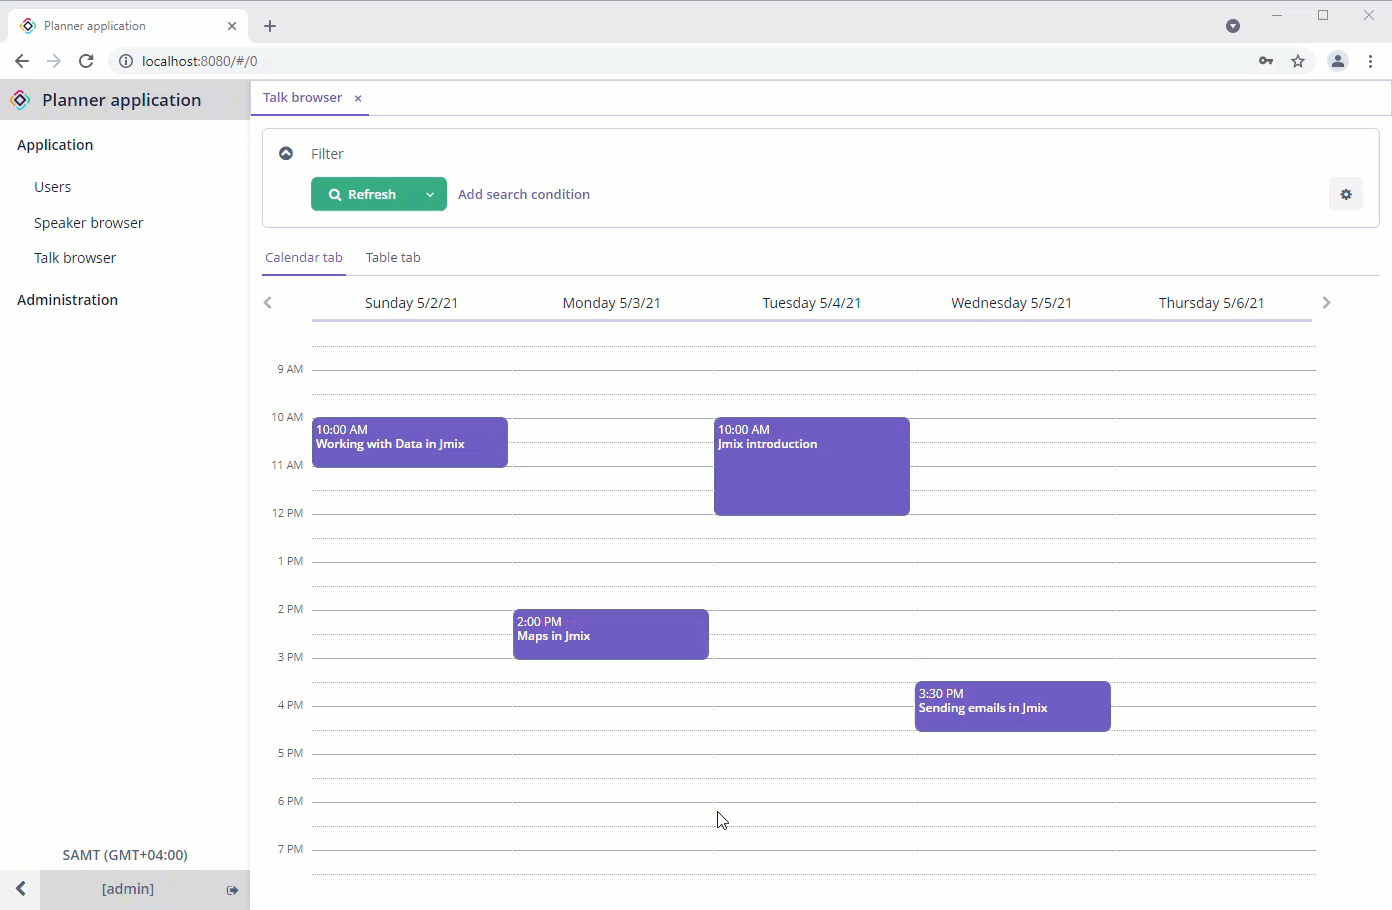 Planner application
localhost:8080/#/0
Planner application
Talk browser
Application
Users
Speaker browser
Talk browser
Administration
Filter
Refresh
Add search condition
Calendar tab
Table tab
Sunday 5/2/21
Monday 5/3/21
Tuesday 5/4/21
Wednesday 5/5/21
Thursday 5/6/21
9 AM
10 AM
10:00 AM
Working with Data in Jmix
10:00 AM
Jmix introduction
11 AM
12 PM
1 PM
2 PM
2:00 PM
Maps in Jmix
3 PM
3:30 PM
Sending emails in Jmix
4 PM
5 PM
6 PM
7 PM
SAMT (GMT+04:00)
[admin]